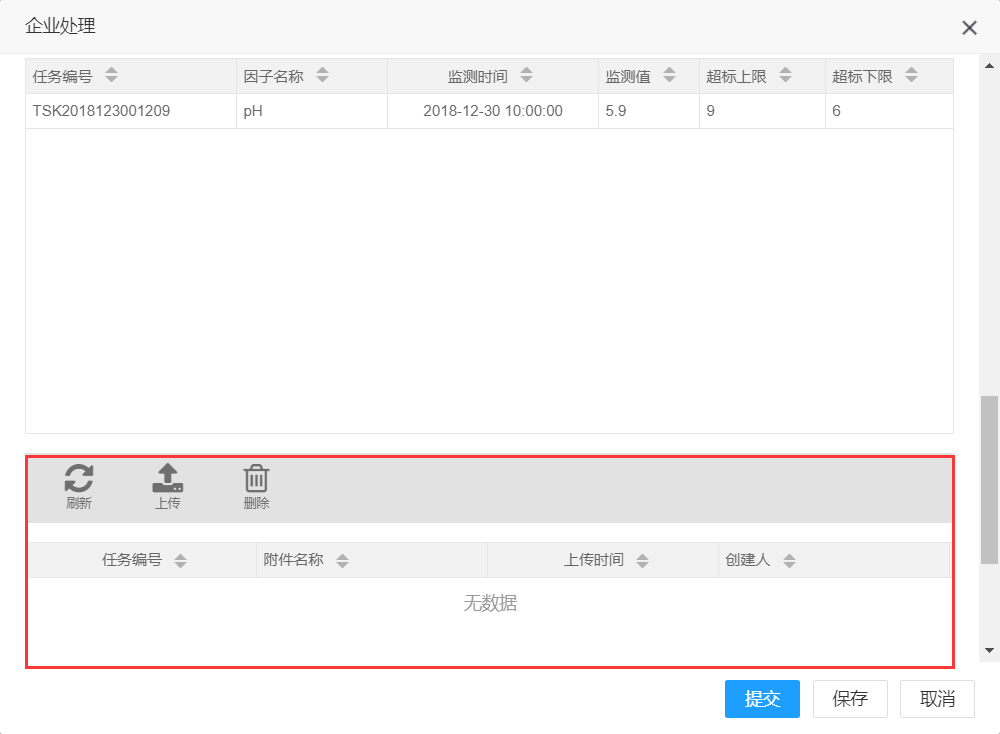 企业处理
任务编号 因子名称 监测时间 监测值 超标上限 超标下限
TSK2018123001209 pH 2018-12-30 10:00:00 5.9 9 6
刷新 上传 删除
任务编号 附件名称 上传时间 创建人
无数据
提交 保存 取消